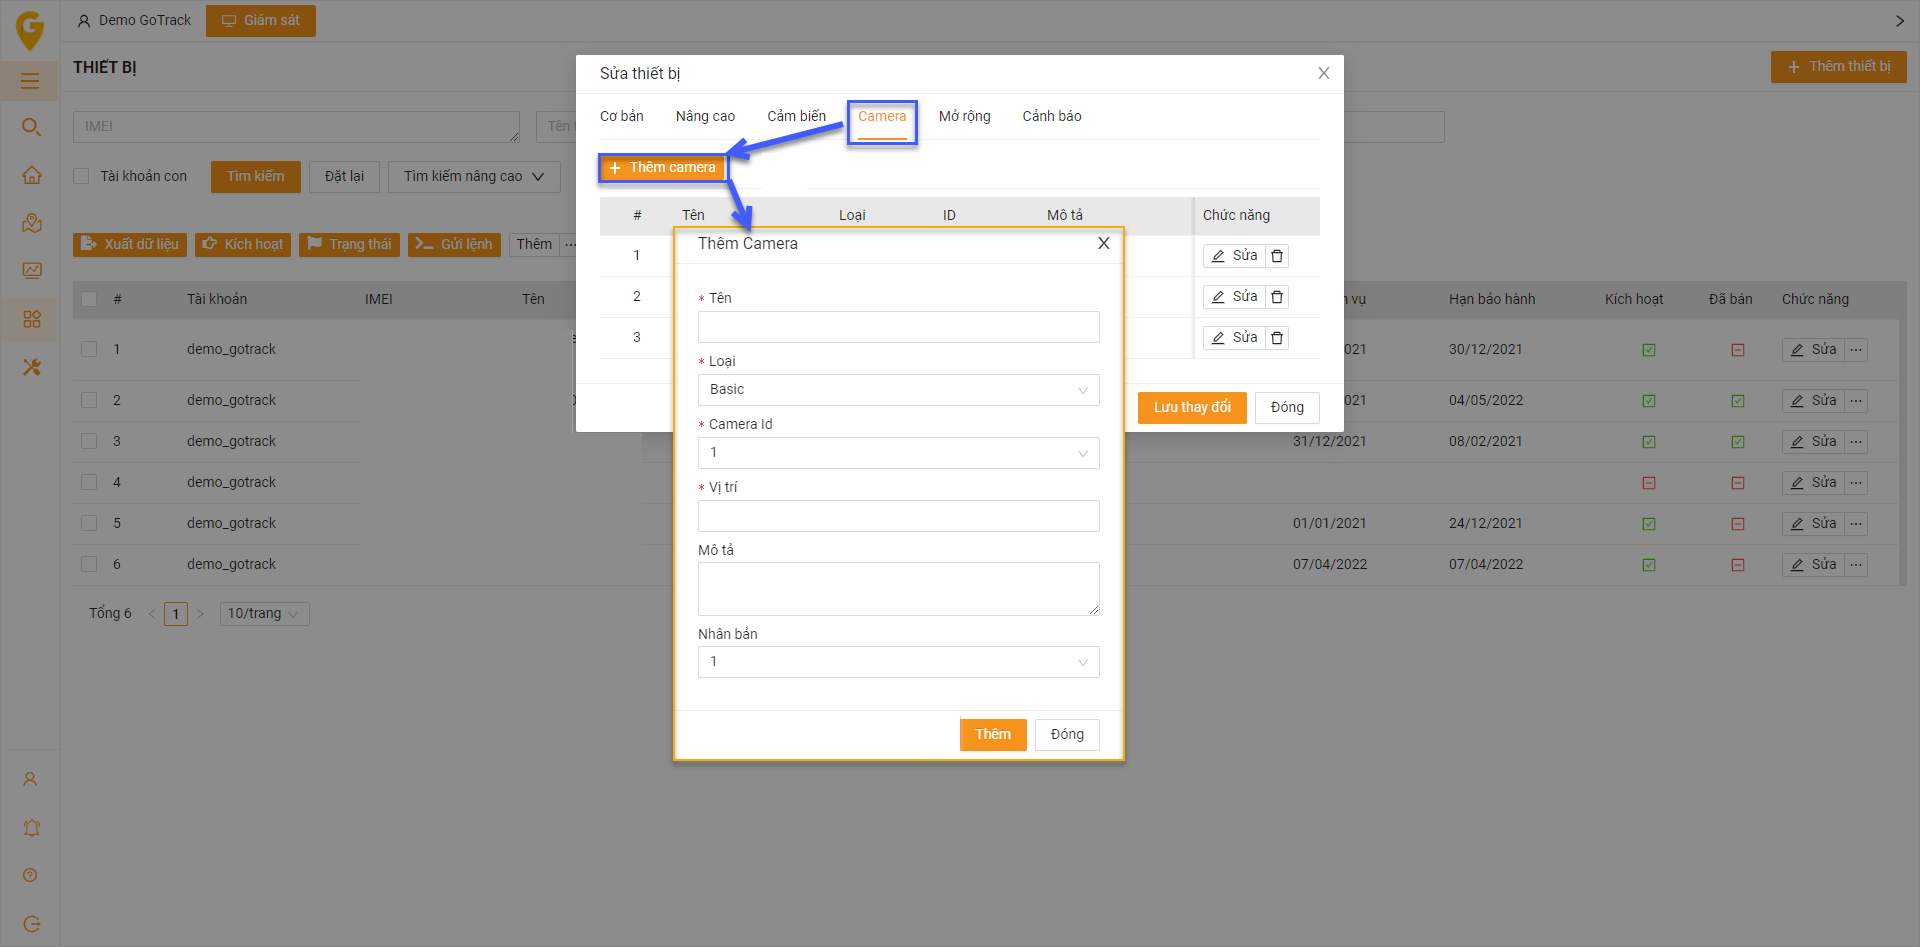 Demo GoTrack
Giám sát
THIẾT BỊ
Thêm thiết bị
IMEI
Tên
Tài khoản con
Tìm kiếm
Đặt lại
Tìm kiếm nâng cao
Xuất dữ liệu
Kích hoạt
Trạng thái
Gửi lệnh
Thêm
# Tài khoản IMEI Tên vụ Hạn bảo hành Kích hoạt Đã bán Chức năng
1 demo_gotrack 021 30/12/2021 Sửa
2 demo_gotrack 021 04/05/2022 Sửa
3 demo_gotrack 31/12/2021 08/02/2021 Sửa
4 demo_gotrack Sửa
5 demo_gotrack 01/01/2021 24/12/2021 Sửa
6 demo_gotrack 07/04/2022 07/04/2022 Sửa
Tổng 6 < 1 > 10/trang
Sửa thiết bị X
Cơ bản Nâng cao Cảm biến Camera Mở rộng Cảnh báo
+ Thêm camera
# Tên Loại ID Mô tả Chức năng
1 Sửa
2 Sửa
3 Sửa
Lưu thay đổi Đóng
Thêm Camera X
* Tên
* Loại
Basic
* Camera Id
1
* Vị trí
Mô tả
Nhân bản
1
Thêm Đóng